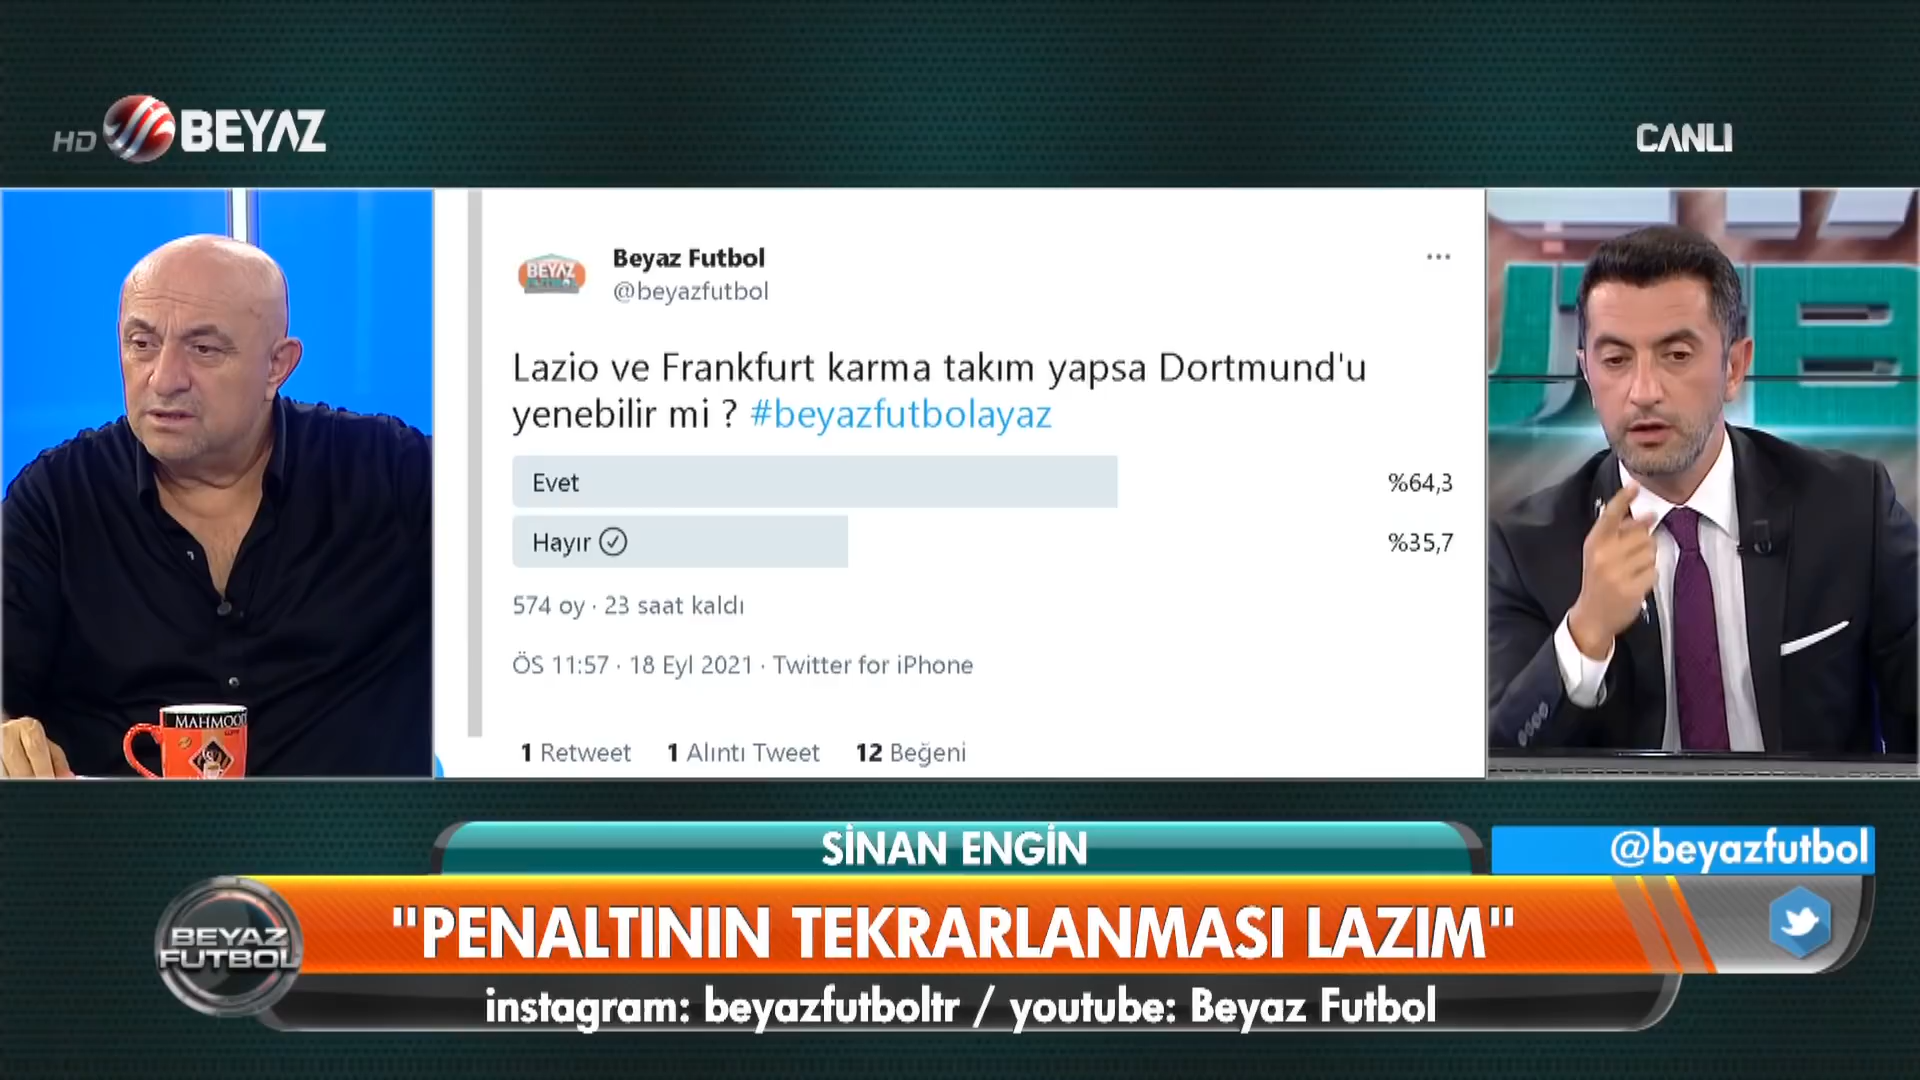 HD BEYAZ
CANLI
BEYAZ
Beyaz Futbol
@beyazfutbol
Lazio ve Frankfurt karma takım yapsa Dortmund'u
yenebilir mi ? #beyazfutbolayaz
Evet
%64,3
Hayır
%35,7
574 oy · 23 saat kaldı
ÖS 11:57 · 18 Eyl 2021 · Twitter for iPhone
1 Retweet 1 Alıntı Tweet 12 Beğeni
MAHMOOD
SİNAN ENGİN
@beyazfutbol
BEYAZ
FUTBOL
"PENALTININ TEKRARLANMASI LAZIM"
instagram: beyazfutboltr / youtube: Beyaz Futbol